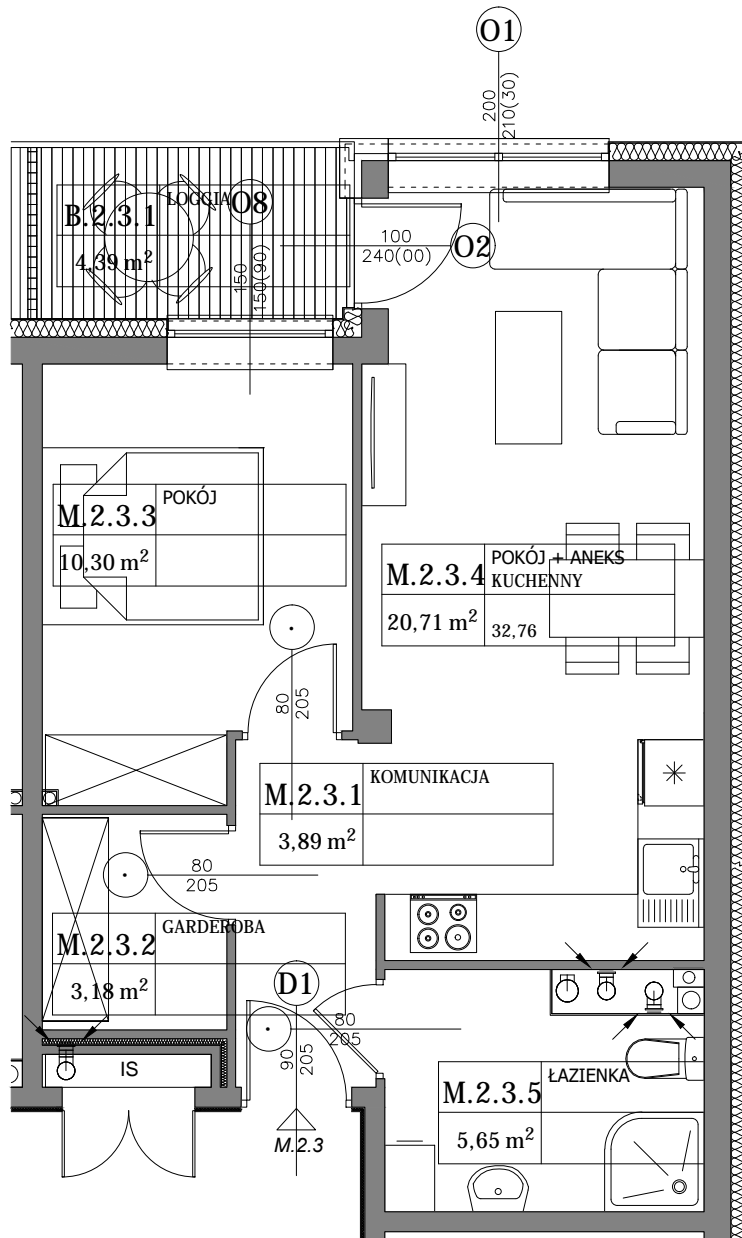 O1
200
210(30)
B.2.3.1
LOGGIA
O8
4,39 m²
150
150(90)
100
240(00)
O2
M.2.3.3
POKÓJ
10,30 m²
M.2.3.4
POKÓJ + ANEKS
KUCHENNY
20,71 m²
32,76
80
205
M.2.3.1
KOMUNIKACJA
3,89 m²
80
205
M.2.3.2
GARDEROBA
3,18 m²
D1
80
205
90
205
IS
M.2.3.5
ŁAZIENKA
5,65 m²
M.2.3